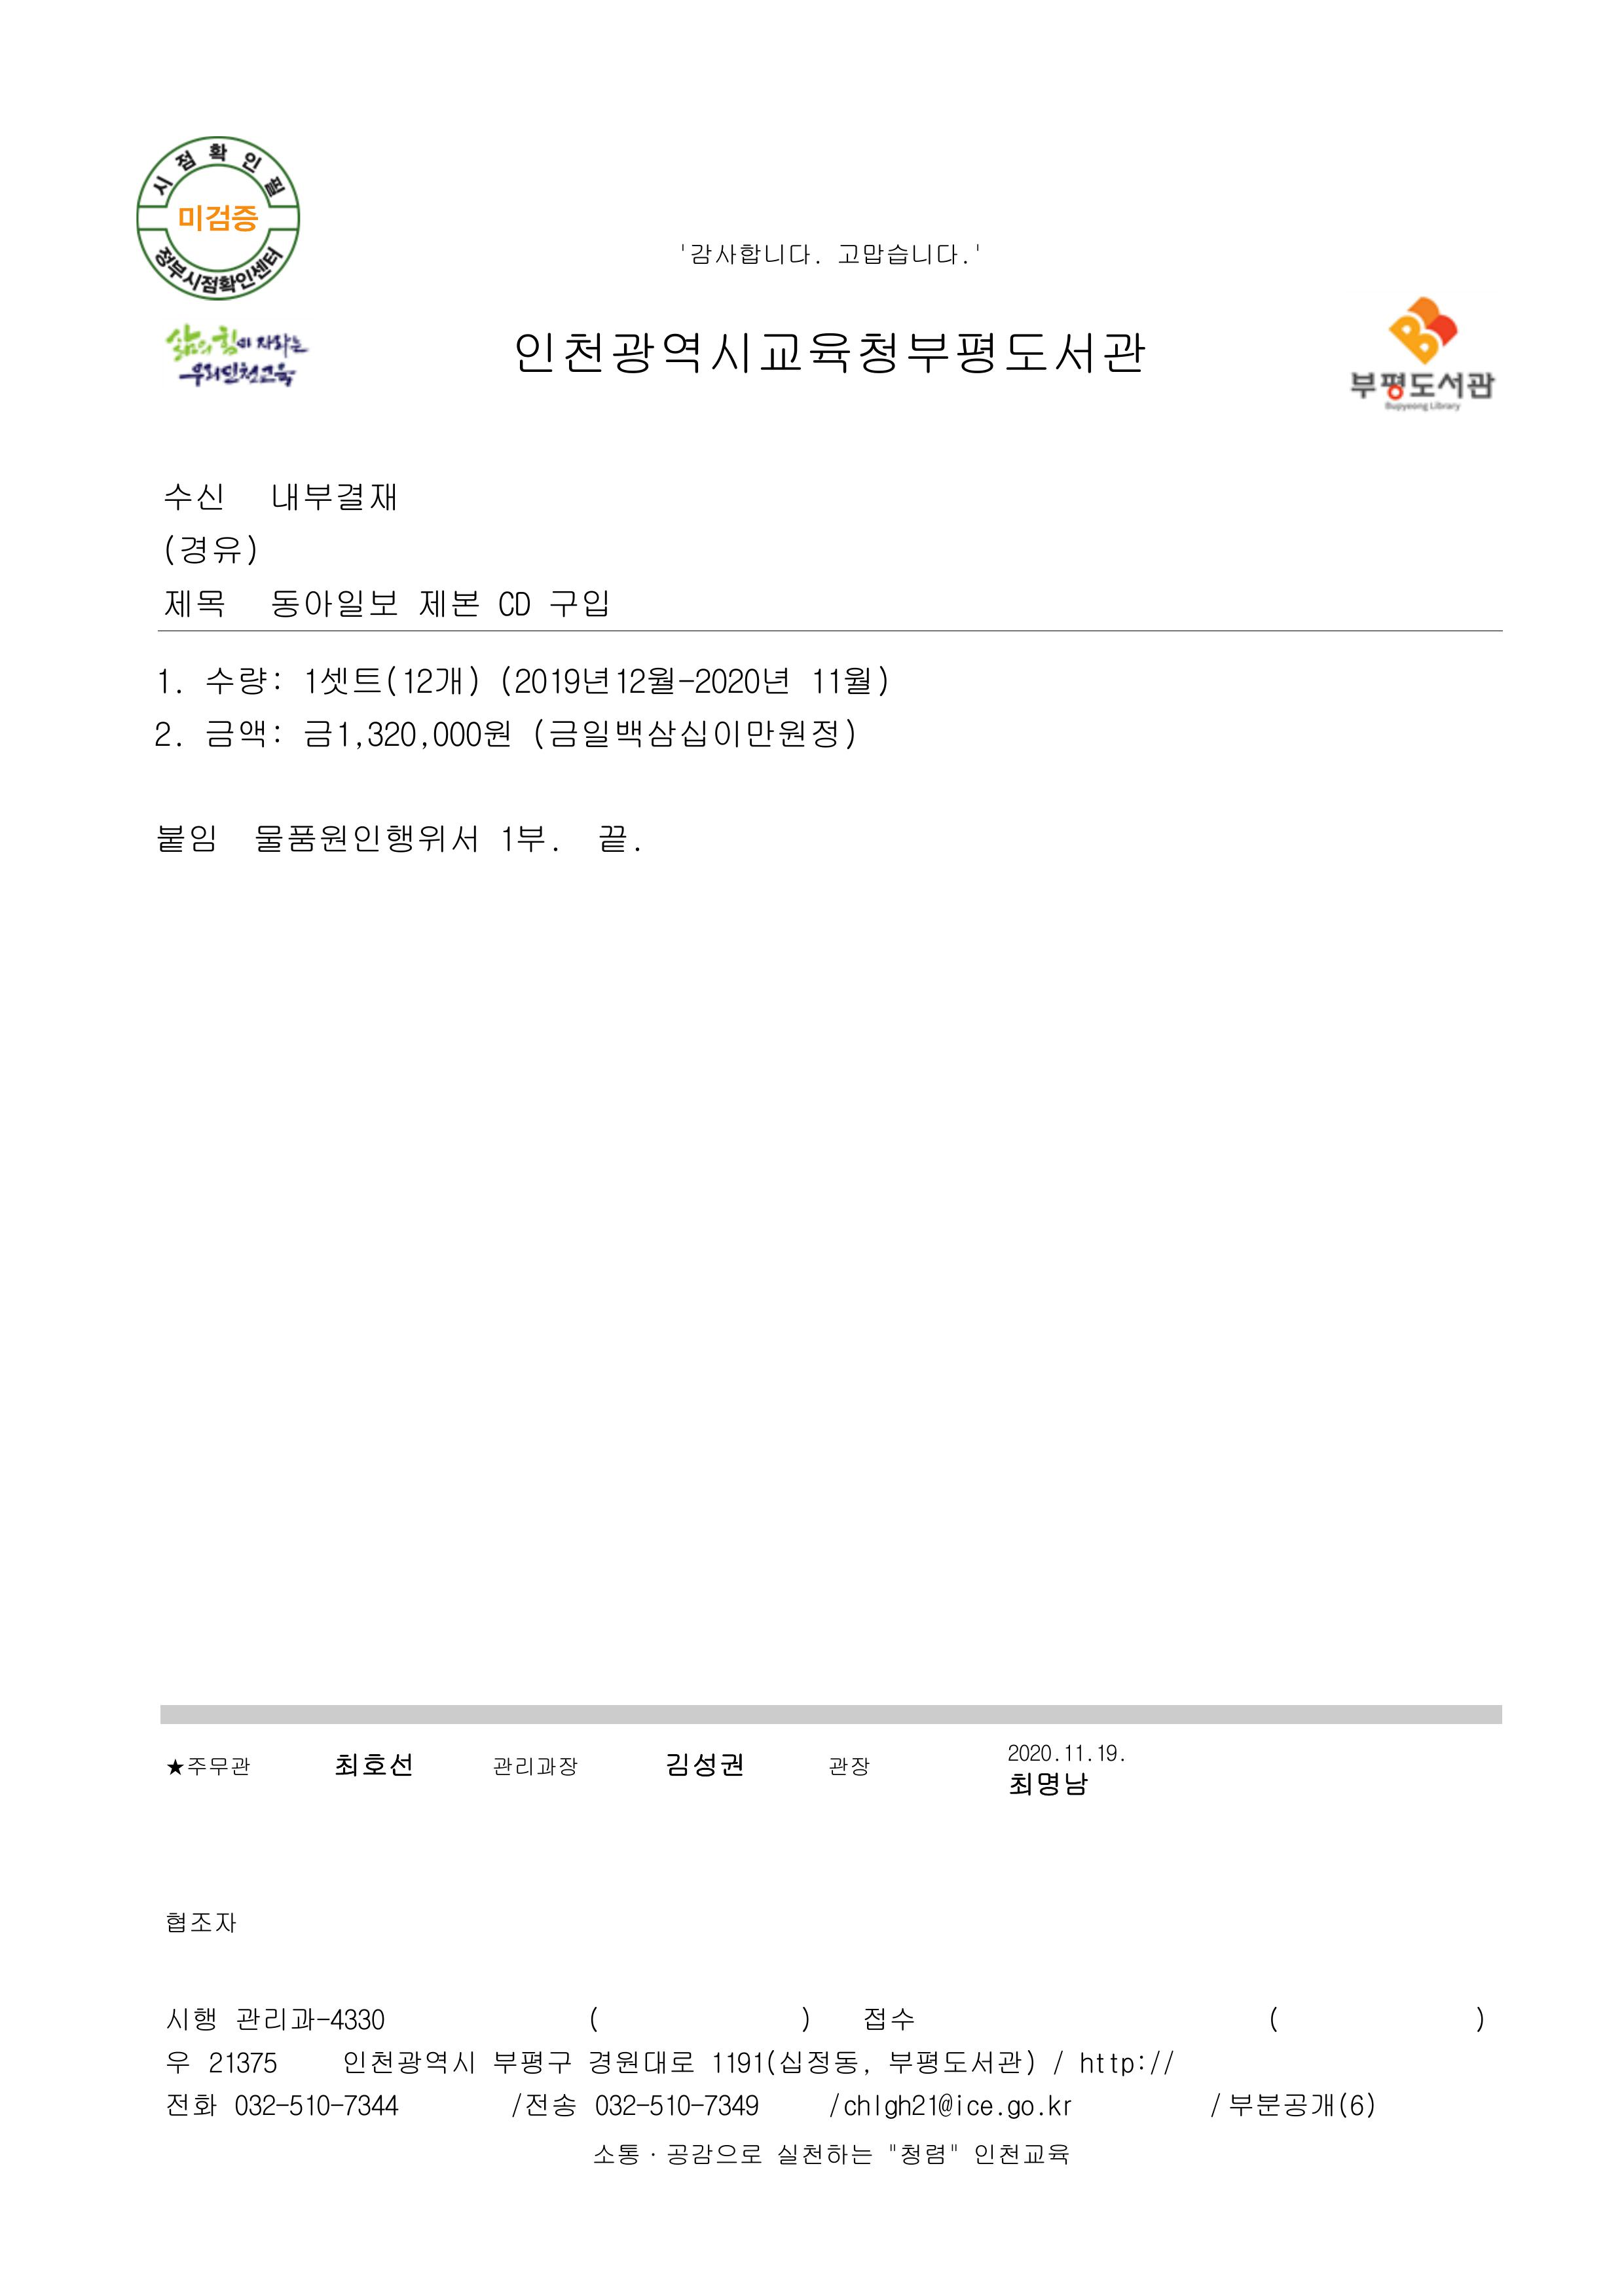 시점확인필
미검증
정부시점확인센터
'감사합니다. 고맙습니다.'
삶의 힘이 자라는
우리인천교육
인천광역시교육청부평도서관
부평도서관
Bupyeong Library
수신 내부결재
(경유)
제목 동아일보 제본 CD 구입
1. 수량: 1셋트(12개) (2019년12월-2020년 11월)
2. 금액: 금1,320,000원 (금일백삼십이만원정)
붙임 물품원인행위서 1부. 끝.
★주무관 최호선 관리과장 김성권 관장 2020.11.19.
최명남
협조자
시행 관리과-4330 ( ) 접수 ( )
우 21375 인천광역시 부평구 경원대로 1191(십정동, 부평도서관) / http://
전화 032-510-7344 /전송 032-510-7349 /chlgh21@ice.go.kr / 부분공개(6)
소통·공감으로 실천하는 "청렴" 인천교육